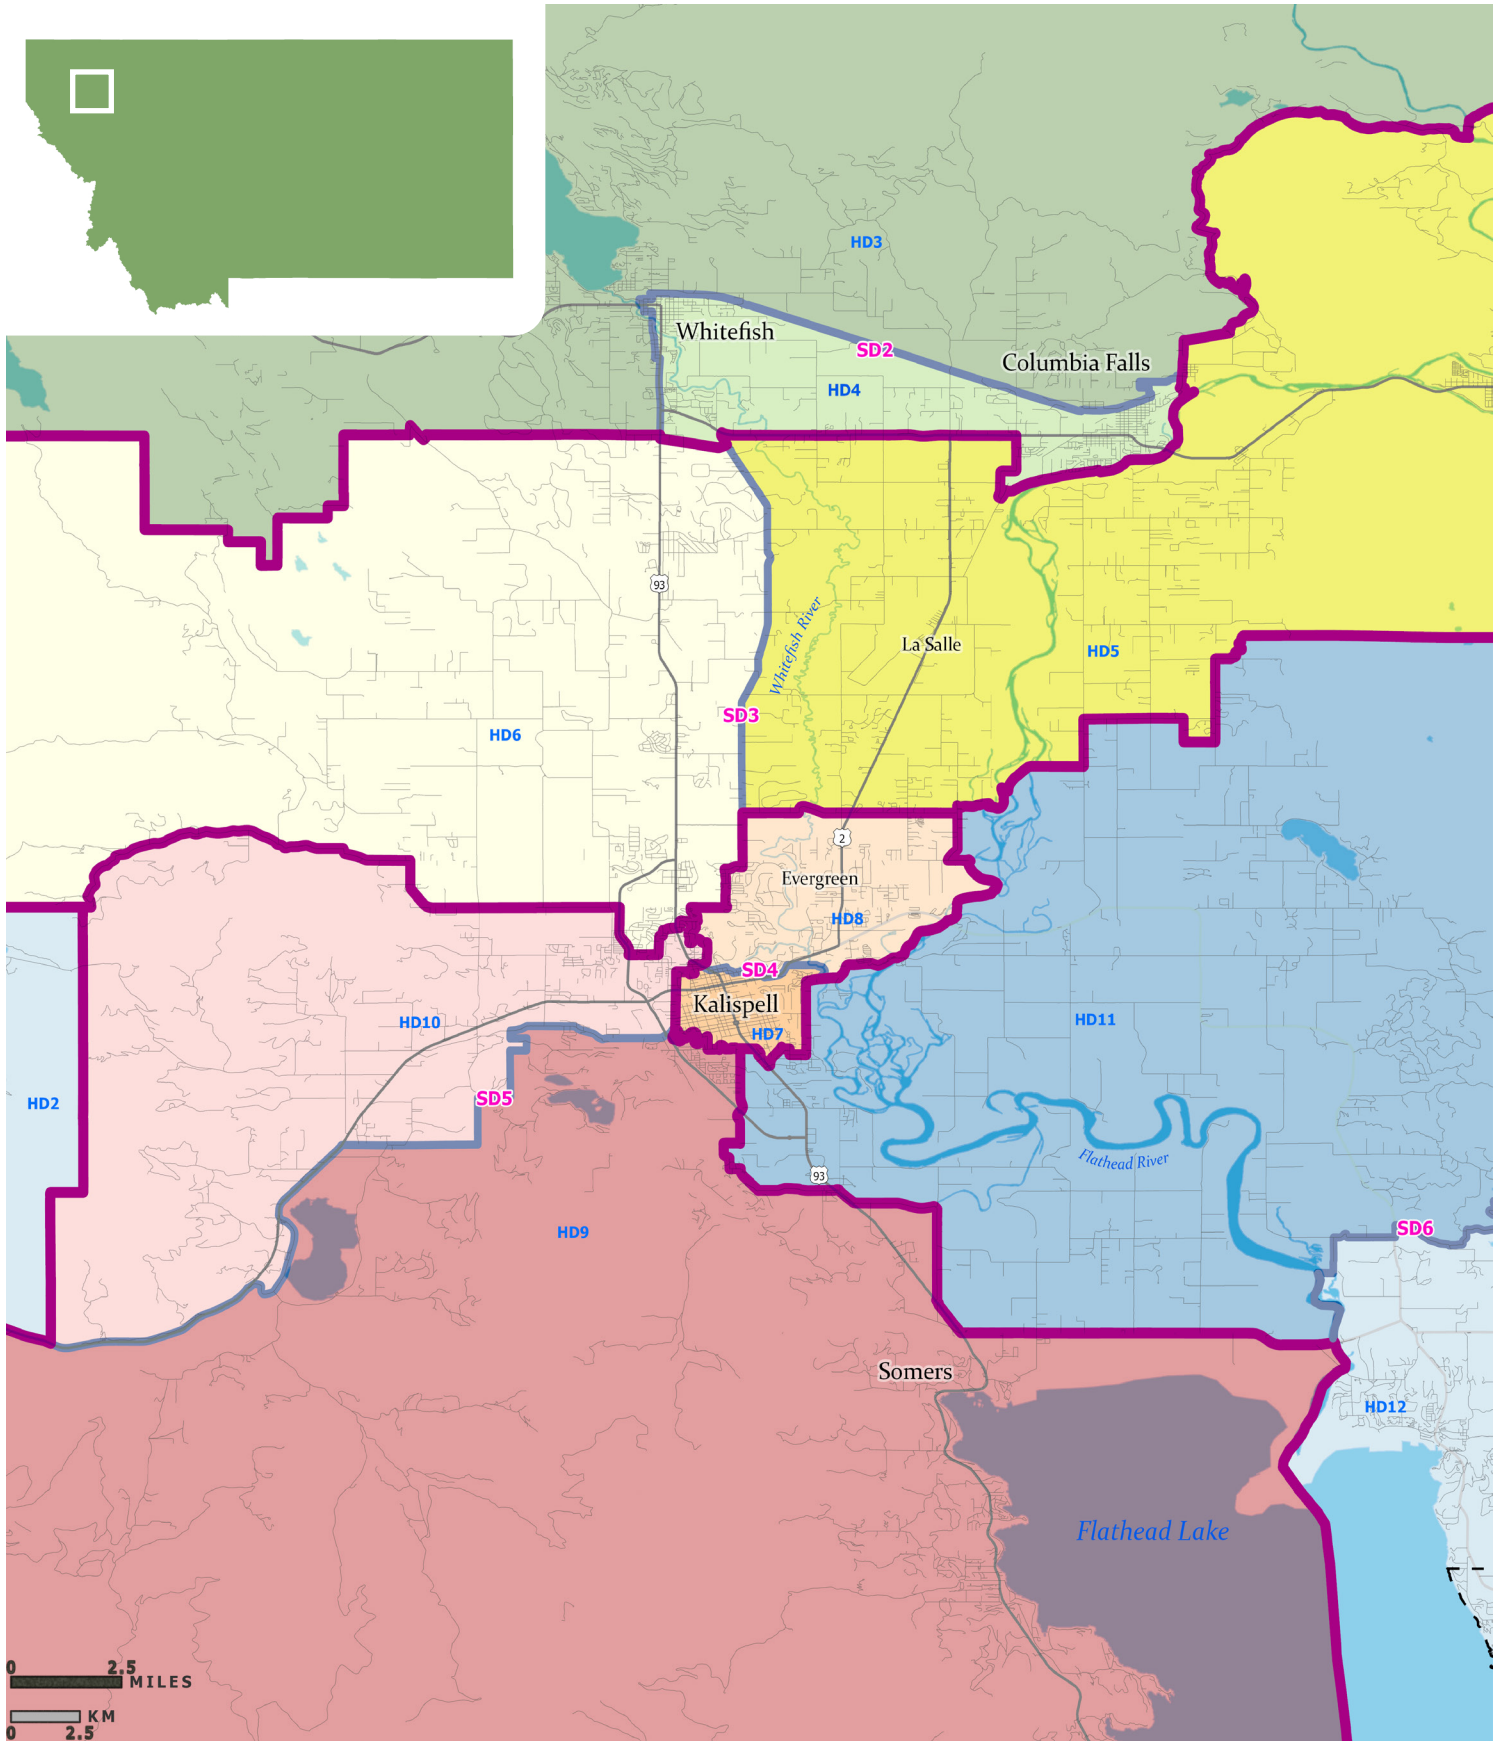 HD3
Whitefish
SD2
Columbia Falls
HD4
93
Whitefish River
La Salle
HD5
SD3
HD6
2
Evergreen
HD8
SD4
Kalispell
HD7
HD10
HD11
SD5
HD2
Flathead River
93
HD9
SD6
Somers
HD12
Flathead Lake
0 2.5
MILES
KM
0 2.5